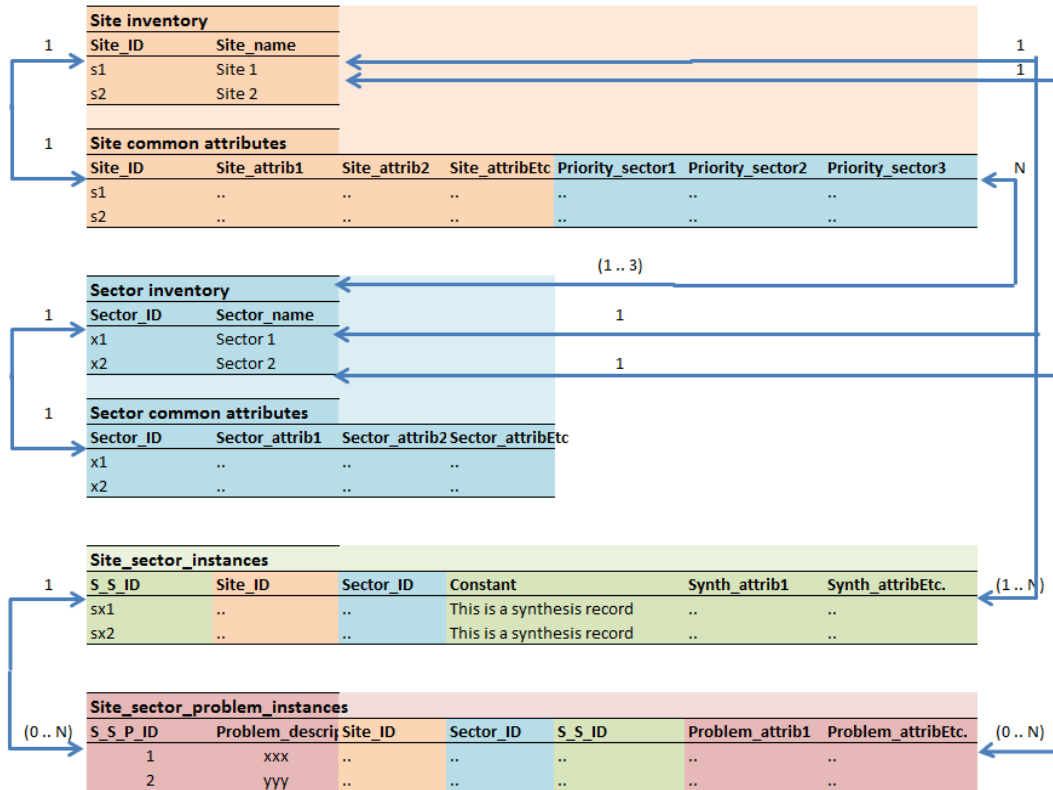 Site inventory
1 Site_ID Site_name 1
s1 Site 1 1
s2 Site 2
1 Site common attributes
Site_ID Site_attrib1 Site_attrib2 Site_attribEtc Priority_sector1 Priority_sector2 Priority_sector3 N
s1 .. .. .. .. .. ..
s2 .. .. .. .. .. ..
(1 .. 3)
Sector inventory
1 Sector_ID Sector_name 1
x1 Sector 1
x2 Sector 2 1
1 Sector common attributes
Sector_ID Sector_attrib1 Sector_attrib2 Sector_attribEtc
x1 .. .. ..
x2 .. .. ..
Site_sector_instances
1 S_S_ID Site_ID Sector_ID Constant Synth_attrib1 Synth_attribEtc. (1 .. N)
sx1 .. .. This is a synthesis record .. ..
sx2 .. .. This is a synthesis record .. ..
Site_sector_problem_instances
(0 .. N) S_S_P_ID Problem_descrip Site_ID Sector_ID S_S_ID Problem_attrib1 Problem_attribEtc. (0 .. N)
1 xxx .. .. .. .. ..
2 yyy .. .. .. .. ..